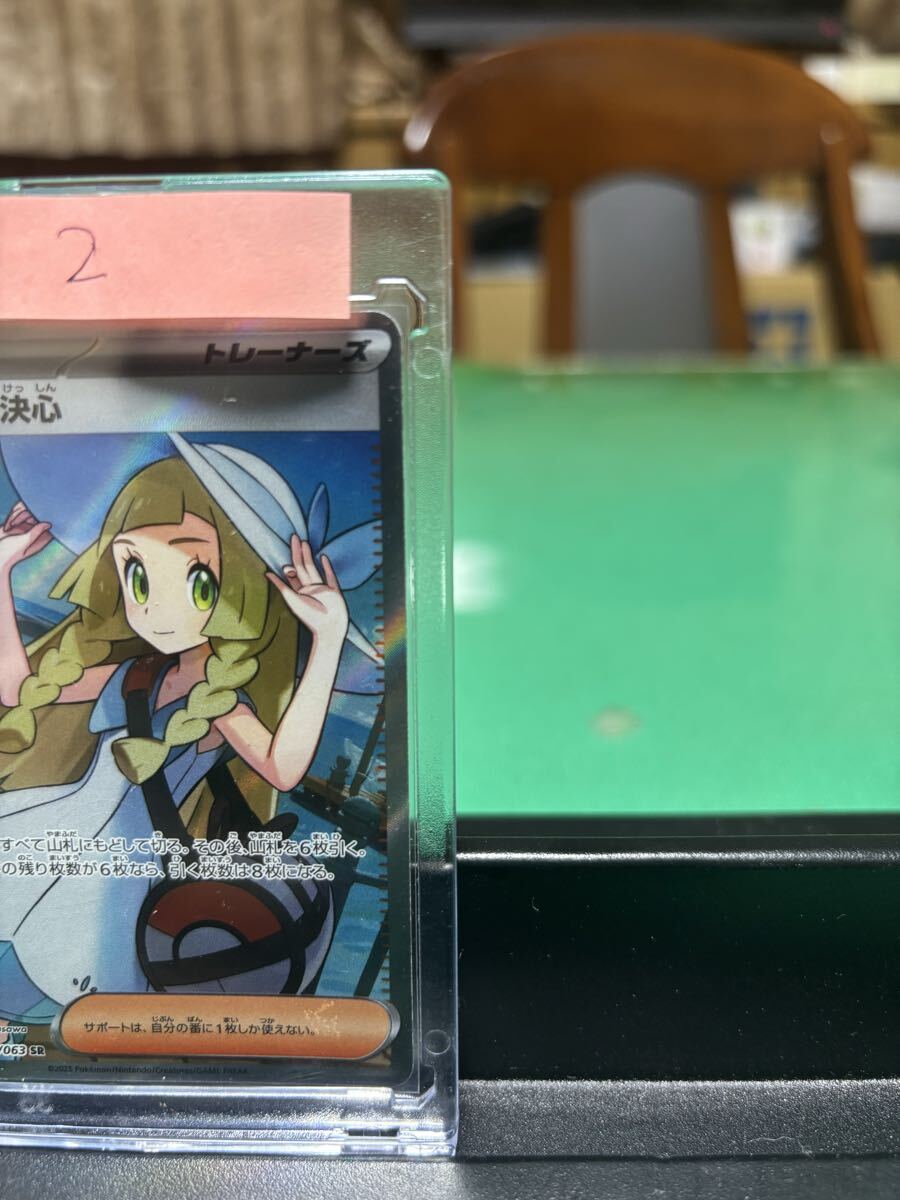 2
トレーナーズ
けっ しん
決心
やまふだ き ご やまふだ まい ひ
すべて山札にもどして切る。その後、山札を6枚引く。
のこ まいすう まい ひ まいすう まい
の残り枚数が6枚なら、引く枚数は8枚になる。
じぶん ばん まい つか
サポートは、自分の番に1枚しか使えない。
usawa
/063 SR
©2025 Pokémon/Nintendo/Creatures/GAME FREAK